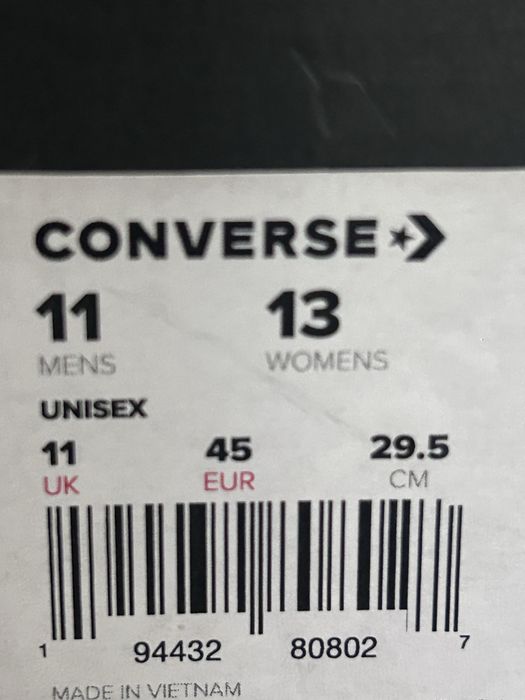 CONVERSE
11 13
MENS WOMENS
UNISEX
11 45 29.5
UK EUR CM
1 94432 80802 7
MADE IN VIETNAM